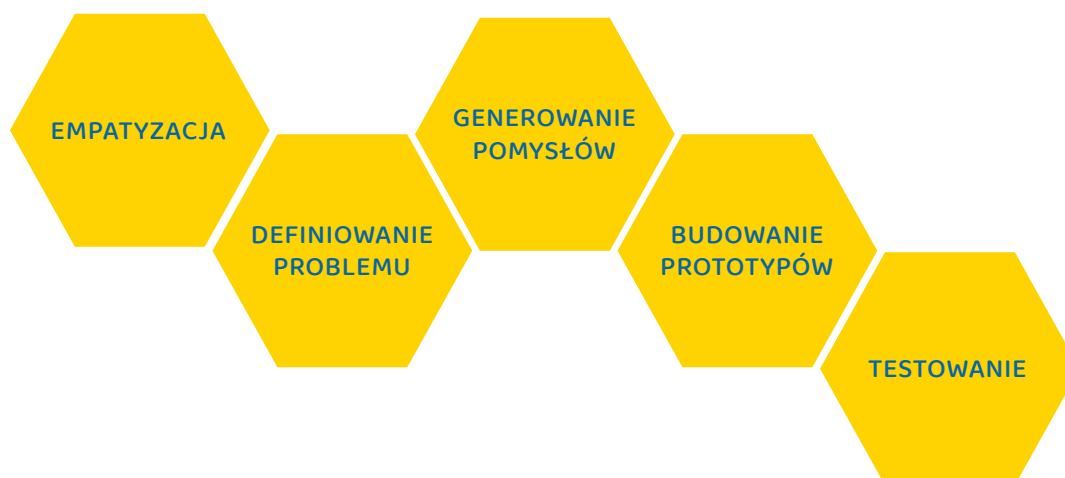 EMPATYZACJA
DEFINIOWANIE
PROBLEMU
GENEROWANIE
POMYSŁÓW
BUDOWANIE
PROTOTYPÓW
TESTOWANIE